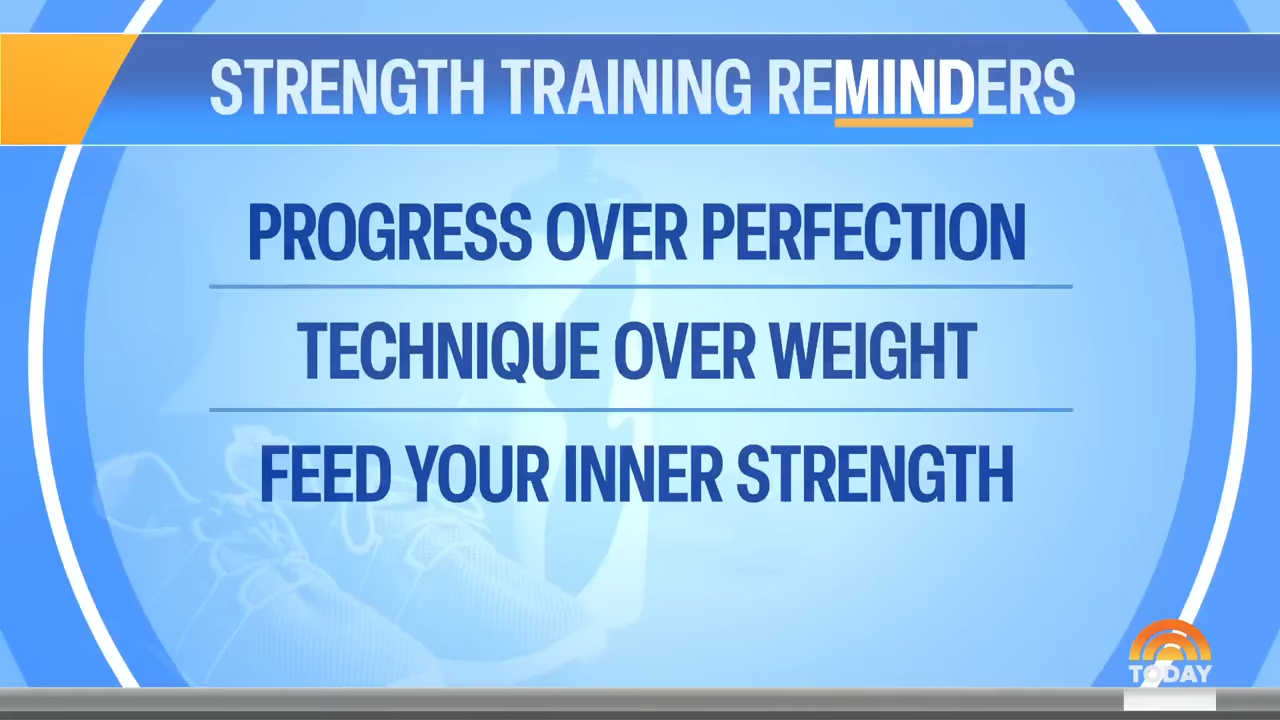 STRENGTH TRAINING REMINDERS
PROGRESS OVER PERFECTION
TECHNIQUE OVER WEIGHT
FEED YOUR INNER STRENGTH
TODAY